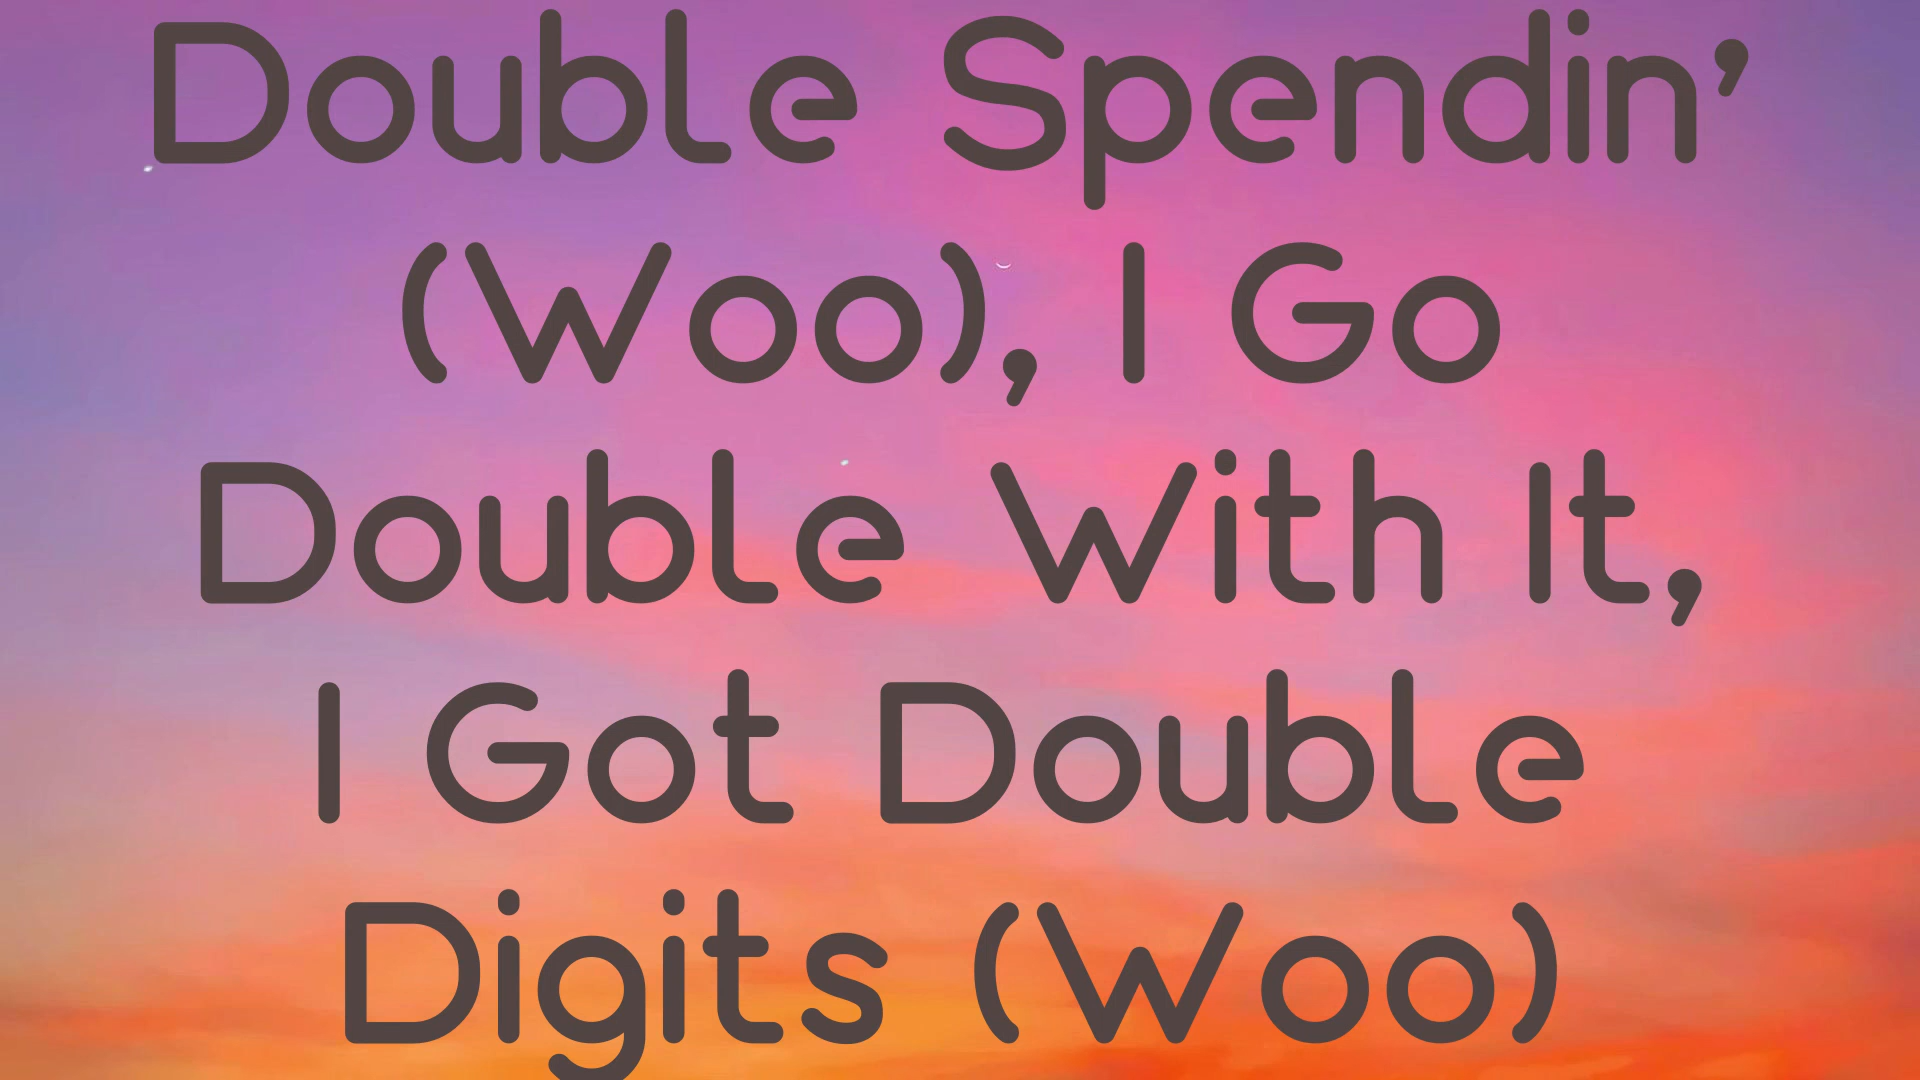 Double Spendin’
(Woo), I Go
Double With It,
I Got Double
Digits (Woo)